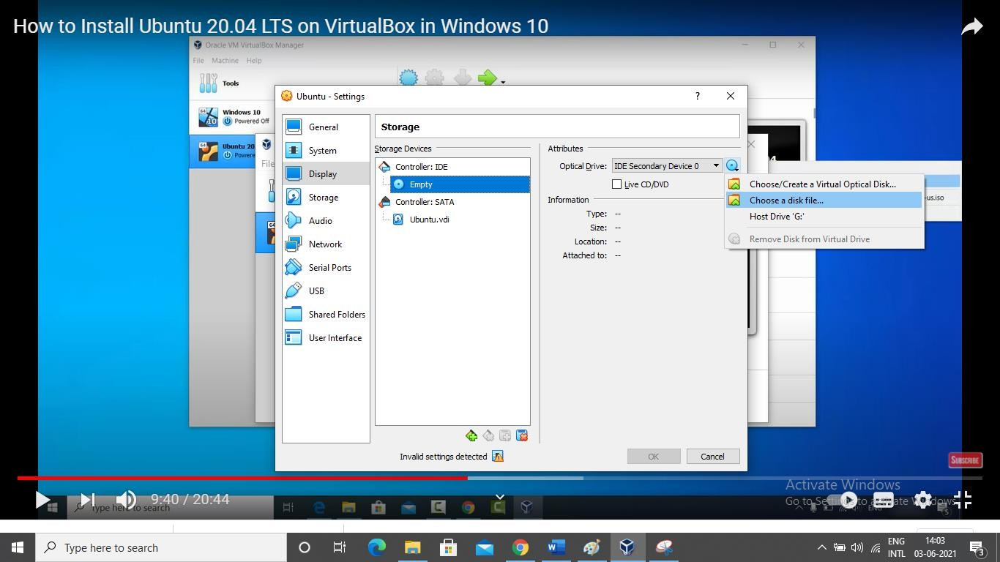 How to Install Ubuntu 20.04 LTS on VirtualBox in Windows 10
Oracle VM VirtualBox Manager
File Machine Help
Tools
Windows 10
Powered Off
Ubuntu 20
Powere
File
Ubuntu - Settings
?
General
System
Display
Storage
Audio
Network
Serial Ports
USB
Shared Folders
User Interface
Storage
Storage Devices
Controller: IDE
Empty
Controller: SATA
Ubuntu.vdi
Attributes
Optical Drive: IDE Secondary Device 0
Live CD/DVD
Information
Type: --
Size: --
Location: --
Attached to: --
Choose/Create a Virtual Optical Disk...
Choose a disk file...
Host Drive 'G:'
Remove Disk from Virtual Drive
-us.iso
Invalid settings detected
OK
Cancel
SUBSCRIBE
Activate Windows
Go to Settings to activate Windows.
9:40 / 20:44
Type here to search
Type here to search
ENG
INTL
14:03
03-06-2021
3